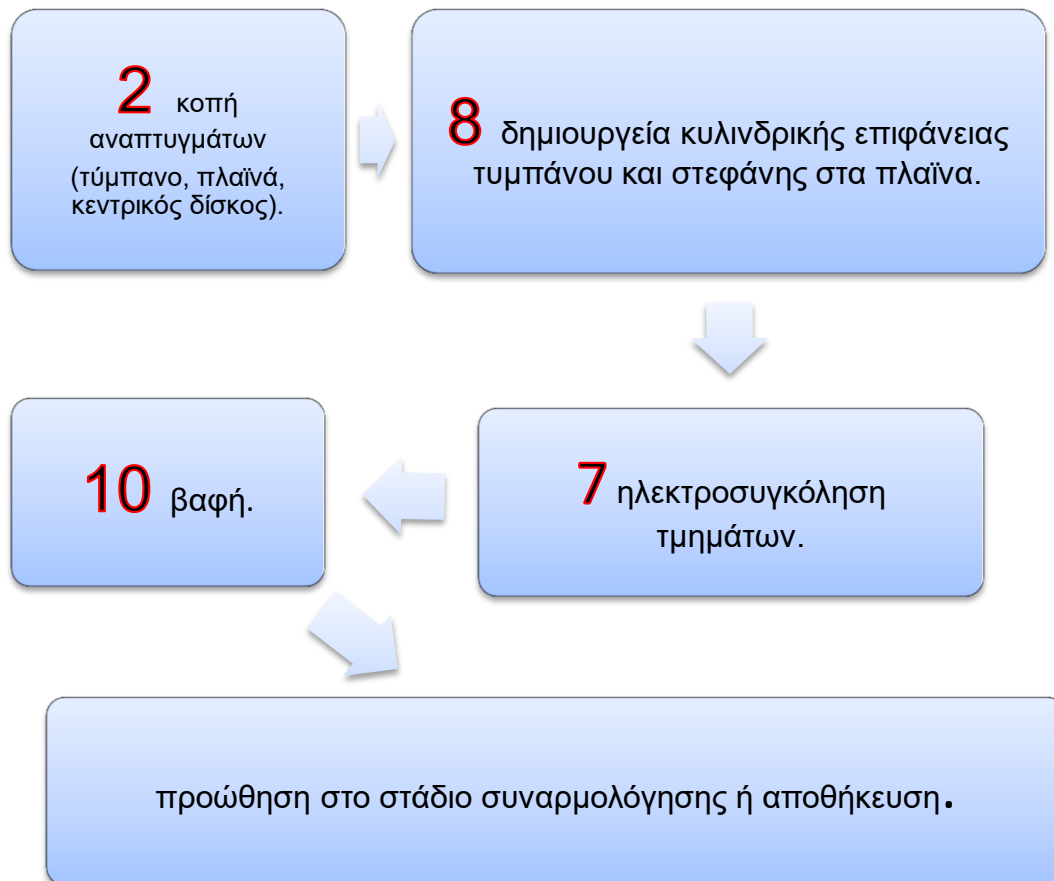 2 κοπή
αναπτυγμάτων
(τύμπανο, πλαϊνά,
κεντρικός δίσκος).
8 δημιουργεία κυλινδρικής επιφάνειας
τυμπάνου και στεφάνης στα πλαϊνα.
7 ηλεκτροσυγκόληση
τμημάτων.
10 βαφή.
προώθηση στο στάδιο συναρμολόγησης ή αποθήκευση.